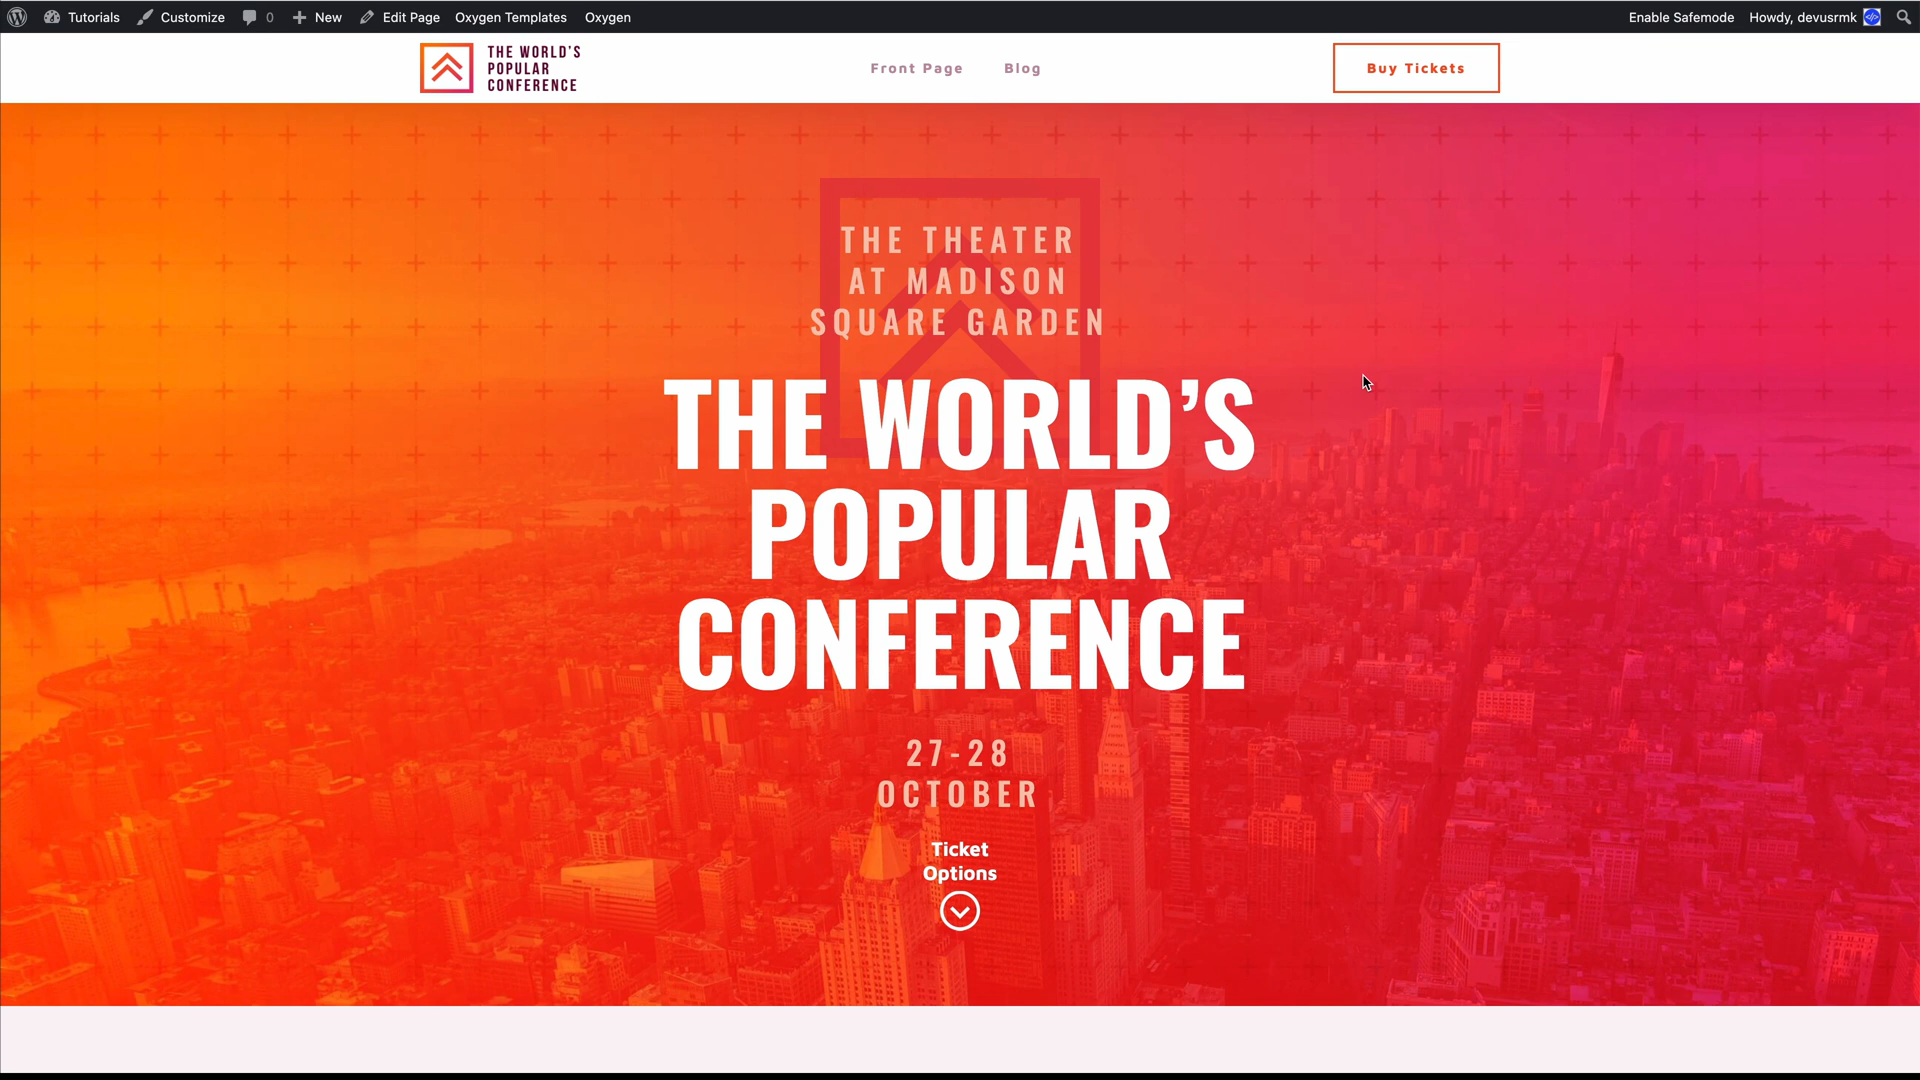 Tutorials Customize 0 New Edit Page Oxygen Templates Oxygen Enable Safemode Howdy, devusrmk
THE WORLD'S
POPULAR
CONFERENCE
Front Page Blog Buy Tickets
THE THEATER
AT MADISON
SQUARE GARDEN
THE WORLD’S
POPULAR
CONFERENCE
27-28
OCTOBER
Ticket
Options